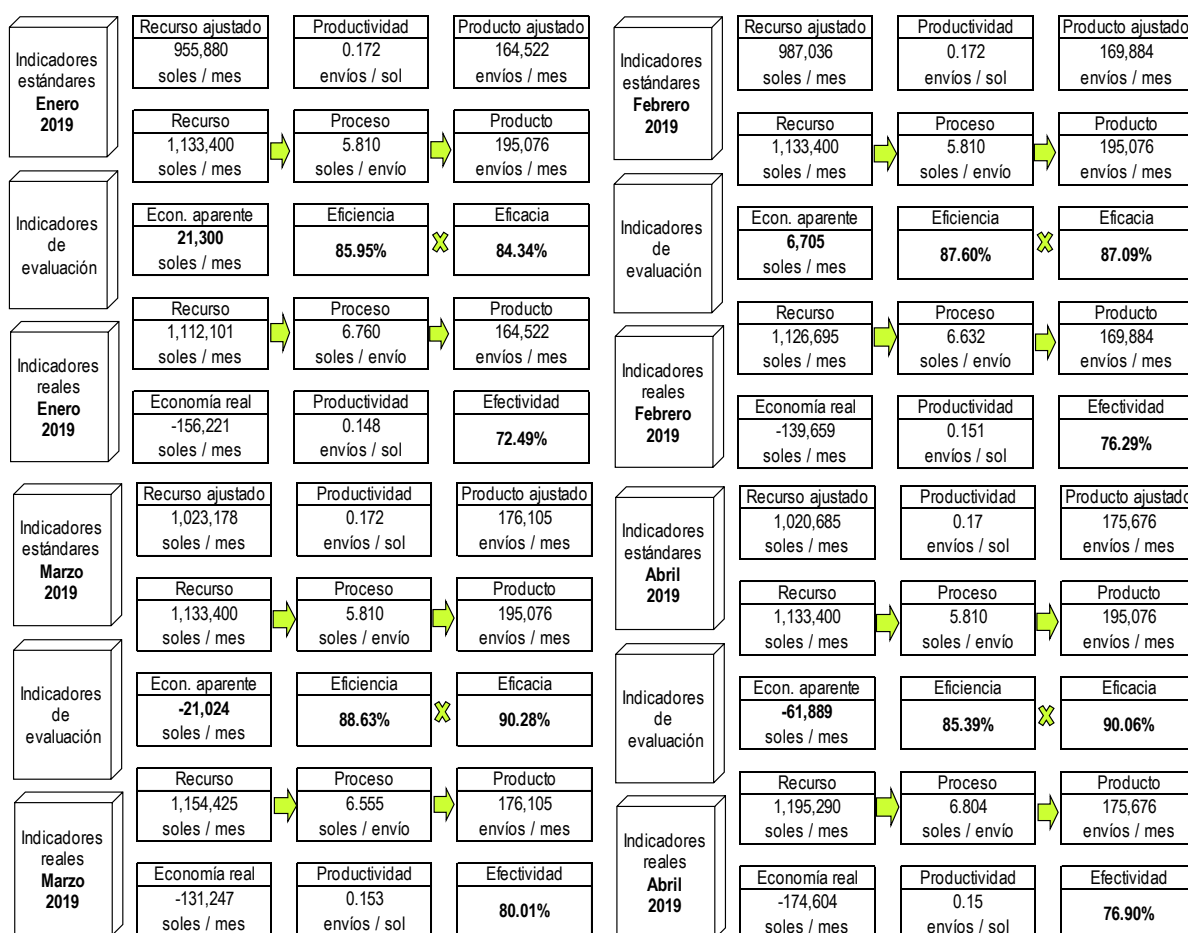 Indicadores
estándares
Enero
2019
Recurso ajustado
955,880
soles / mes
Productividad
0.172
envíos / sol
Producto ajustado
164,522
envíos / mes
Recurso
1,133,400
soles / mes
Proceso
5.810
soles / envío
Producto
195,076
envíos / mes
Indicadores
de
evaluación
Econ. aparente
21,300
soles / mes
Eficiencia
85.95%
Eficacia
84.34%
Indicadores
reales
Enero
2019
Recurso
1,112,101
soles / mes
Proceso
6.760
soles / envío
Producto
164,522
envíos / mes
Economía real
-156,221
soles / mes
Productividad
0.148
envíos / sol
Efectividad
72.49%
Indicadores
estándares
Febrero
2019
Recurso ajustado
987,036
soles / mes
Productividad
0.172
envíos / sol
Producto ajustado
169,884
envíos / mes
Recurso
1,133,400
soles / mes
Proceso
5.810
soles / envío
Producto
195,076
envíos / mes
Indicadores
de
evaluación
Econ. aparente
6,705
soles / mes
Eficiencia
87.60%
Eficacia
87.09%
Indicadores
reales
Febrero
2019
Recurso
1,126,695
soles / mes
Proceso
6.632
soles / envío
Producto
169,884
envíos / mes
Economía real
-139,659
soles / mes
Productividad
0.151
envíos / sol
Efectividad
76.29%
Indicadores
estándares
Marzo
2019
Recurso ajustado
1,023,178
soles / mes
Productividad
0.172
envíos / sol
Producto ajustado
176,105
envíos / mes
Recurso
1,133,400
soles / mes
Proceso
5.810
soles / envío
Producto
195,076
envíos / mes
Indicadores
de
evaluación
Econ. aparente
-21,024
soles / mes
Eficiencia
88.63%
Eficacia
90.28%
Indicadores
reales
Marzo
2019
Recurso
1,154,425
soles / mes
Proceso
6.555
soles / envío
Producto
176,105
envíos / mes
Economía real
-131,247
soles / mes
Productividad
0.153
envíos / sol
Efectividad
80.01%
Indicadores
estándares
Abril
2019
Recurso ajustado
1,020,685
soles / mes
Productividad
0.17
envíos / sol
Producto ajustado
175,676
envíos / mes
Recurso
1,133,400
soles / mes
Proceso
5.810
soles / envío
Producto
195,076
envíos / mes
Indicadores
de
evaluación
Econ. aparente
-61,889
soles / mes
Eficiencia
85.39%
Eficacia
90.06%
Indicadores
reales
Abril
2019
Recurso
1,195,290
soles / mes
Proceso
6.804
soles / envío
Producto
175,676
envíos / mes
Economía real
-174,604
soles / mes
Productividad
0.15
envíos / sol
Efectividad
76.90%